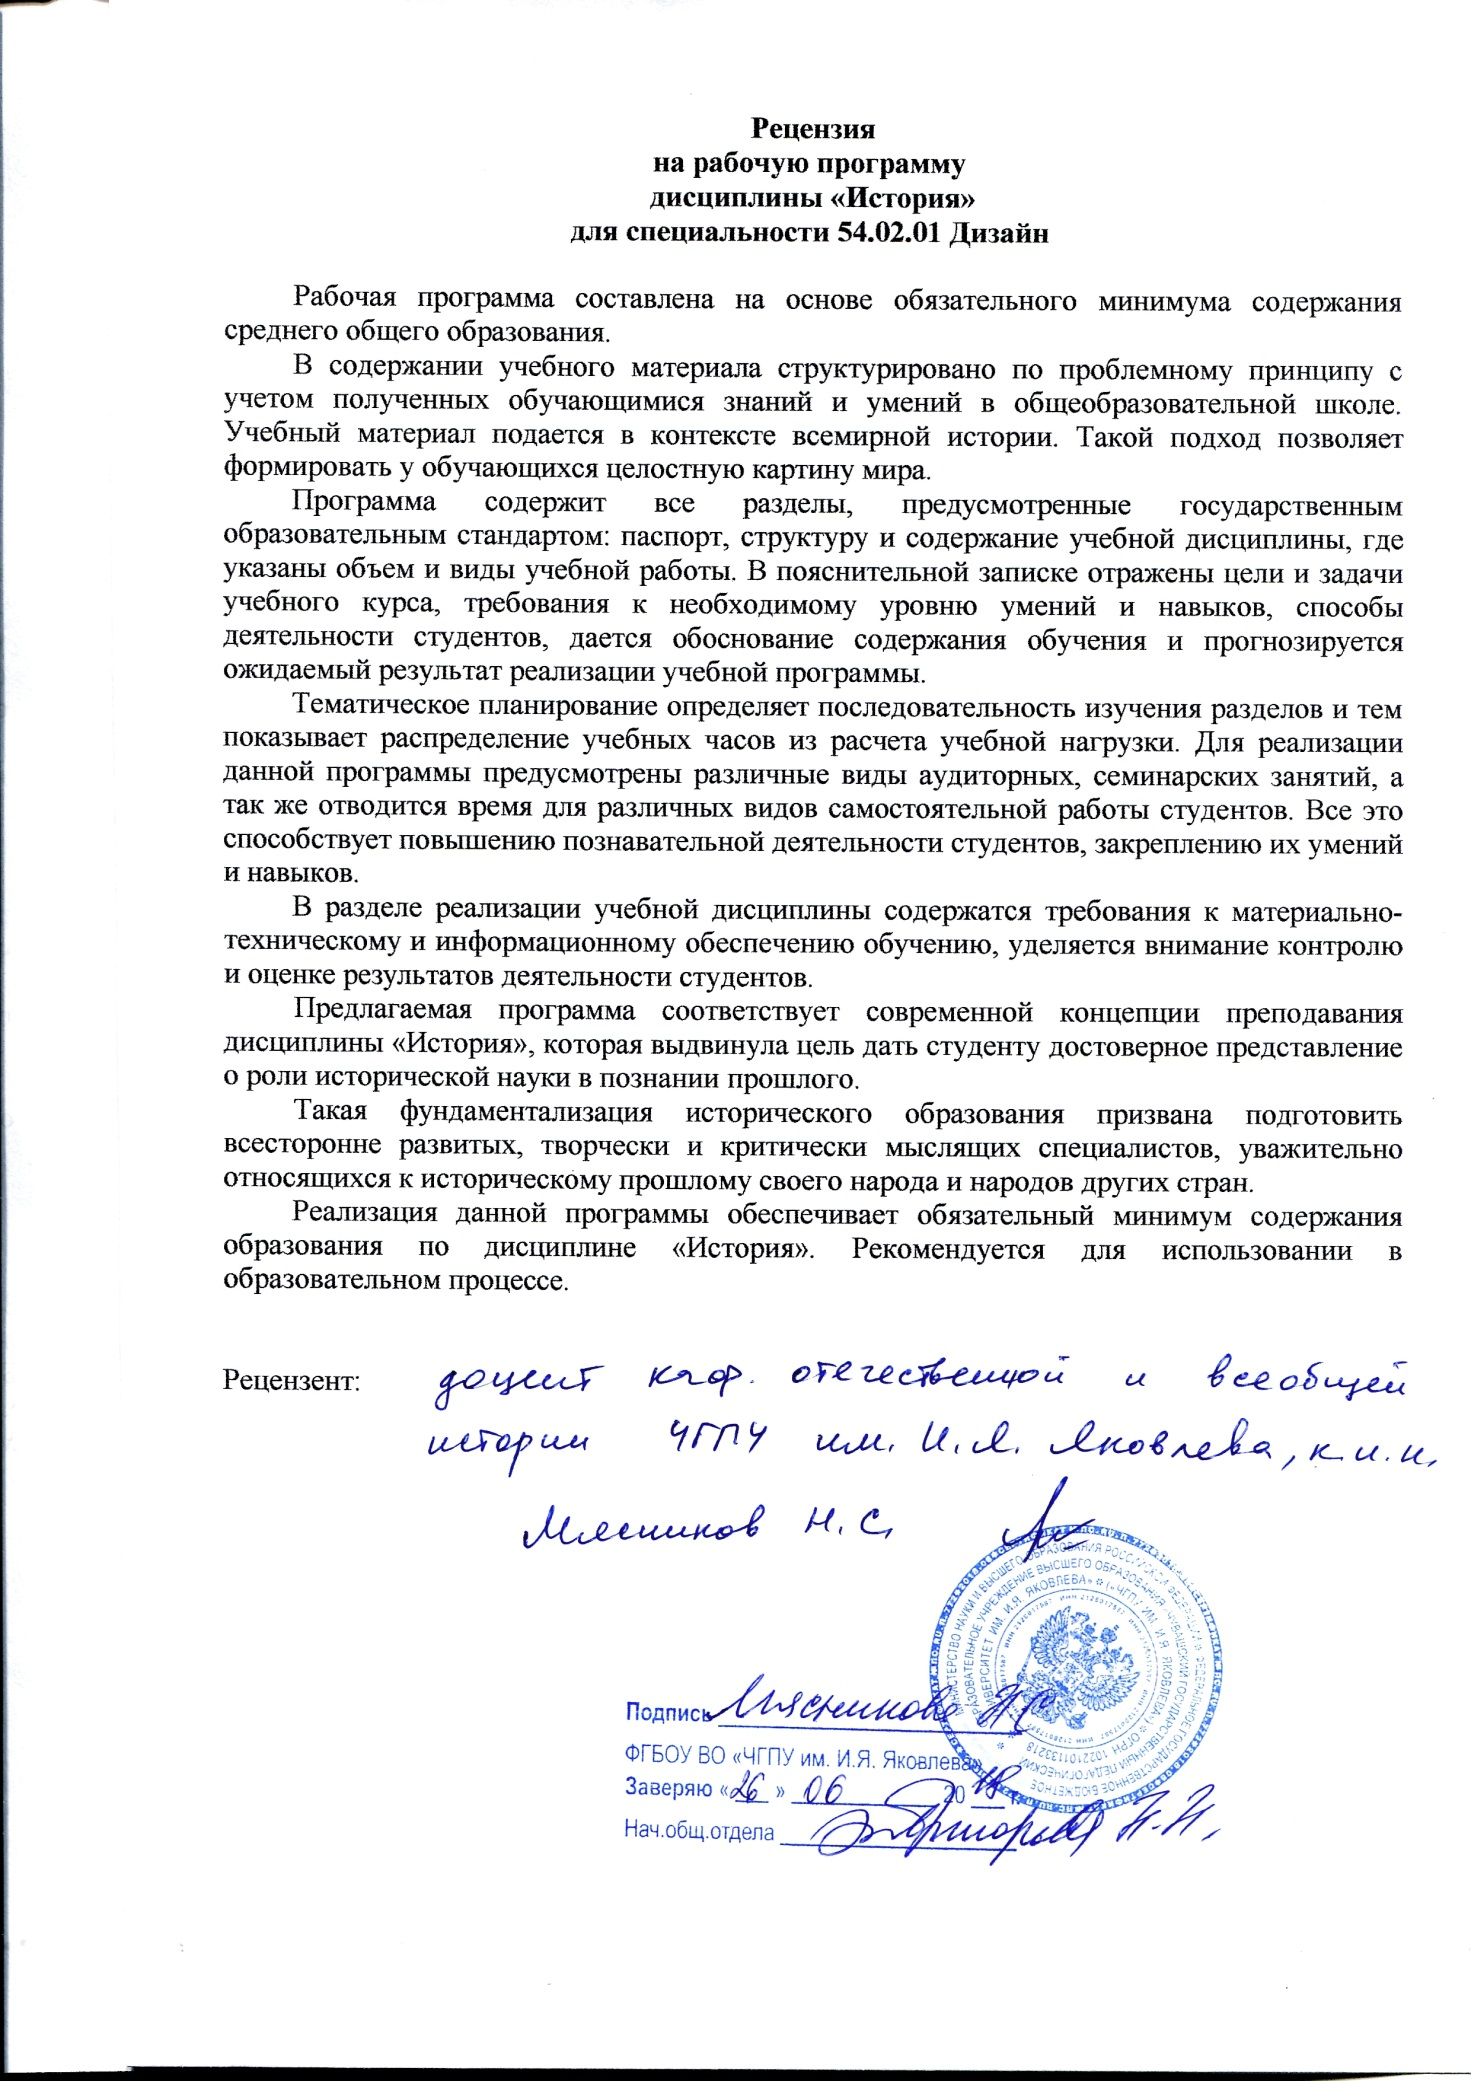 Рецензия
на рабочую программу
дисциплины «История»
для специальности 54.02.01 Дизайн
Рабочая программа составлена на основе обязательного минимума содержания
среднего общего образования.
В содержании учебного материала структурировано по проблемному принципу с
учетом полученных обучающимися знаний и умений в общеобразовательной школе.
Учебный материал подается в контексте всемирной истории. Такой подход позволяет
формировать у обучающихся целостную картину мира.
Программа содержит все разделы, предусмотренные государственным
образовательным стандартом: паспорт, структуру и содержание учебной дисциплины, где
указаны объем и виды учебной работы. В пояснительной записке отражены цели и задачи
учебного курса, требования к необходимому уровню умений и навыков, способы
деятельности студентов, дается обоснование содержания обучения и прогнозируется
ожидаемый результат реализации учебной программы.
Тематическое планирование определяет последовательность изучения разделов и тем
показывает распределение учебных часов из расчета учебной нагрузки. Для реализации
данной программы предусмотрены различные виды аудиторных, семинарских занятий, а
так же отводится время для различных видов самостоятельной работы студентов. Все это
способствует повышению познавательной деятельности студентов, закреплению их умений
и навыков.
В разделе реализации учебной дисциплины содержатся требования к материально-
техническому и информационному обеспечению обучению, уделяется внимание контролю
и оценке результатов деятельности студентов.
Предлагаемая программа соответствует современной концепции преподавания
дисциплины «История», которая выдвинула цель дать студенту достоверное представление
о роли исторической науки в познании прошлого.
Такая фундаментализация исторического образования призвана подготовить
всесторонне развитых, творчески и критически мыслящих специалистов, уважительно
относящихся к историческому прошлому своего народа и народов других стран.
Реализация данной программы обеспечивает обязательный минимум содержания
образования по дисциплине «История». Рекомендуется для использовании в
образовательном процессе.
Рецензент: доцент каф. отечественной и всеобщей
истории ЧГПУ им. И.Я. Яковлева, к.и.н.
Мясников Н.С.
Подпись Мясникова Н.С.
ФГБОУ ВО «ЧГПУ им. И.Я. Яковлева»
Заверяю «26» 06 20 г.
Нач.общ.отдела